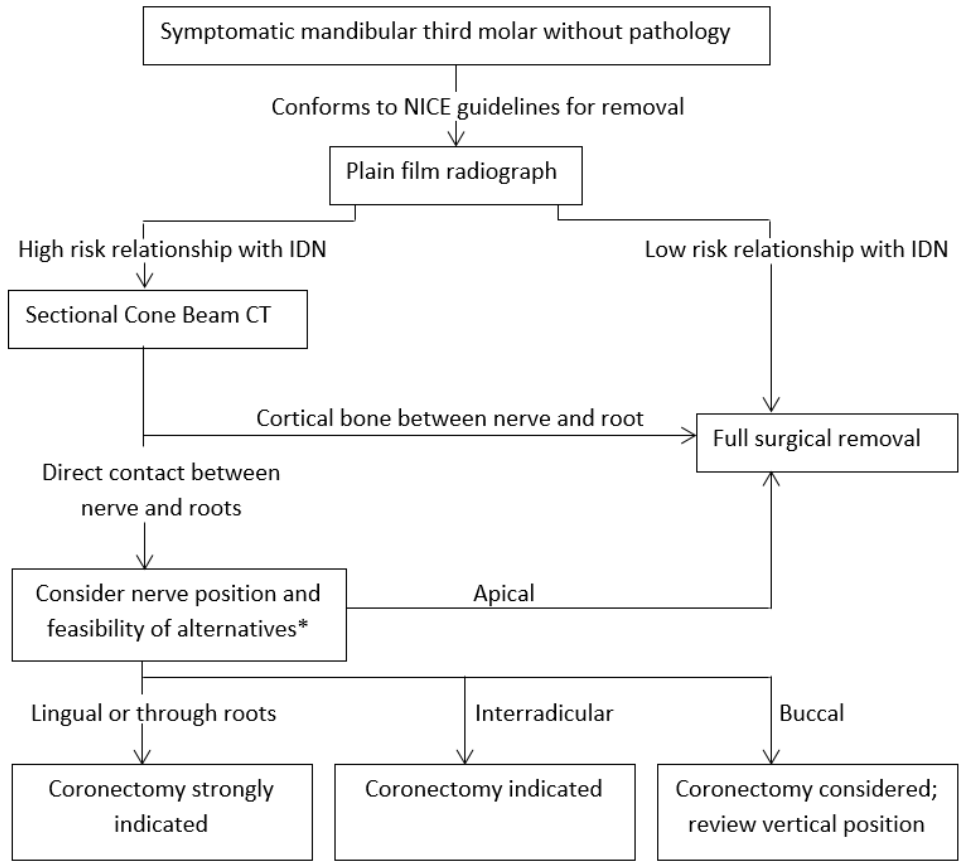 Symptomatic mandibular third molar without pathology
Conforms to NICE guidelines for removal
Plain film radiograph
High risk relationship with IDN
Low risk relationship with IDN
Sectional Cone Beam CT
Cortical bone between nerve and root
Full surgical removal
Direct contact between
nerve and roots
Consider nerve position and
feasibility of alternatives*
Apical
Lingual or through roots
Interradicular
Buccal
Coronectomy strongly
indicated
Coronectomy indicated
Coronectomy considered;
review vertical position